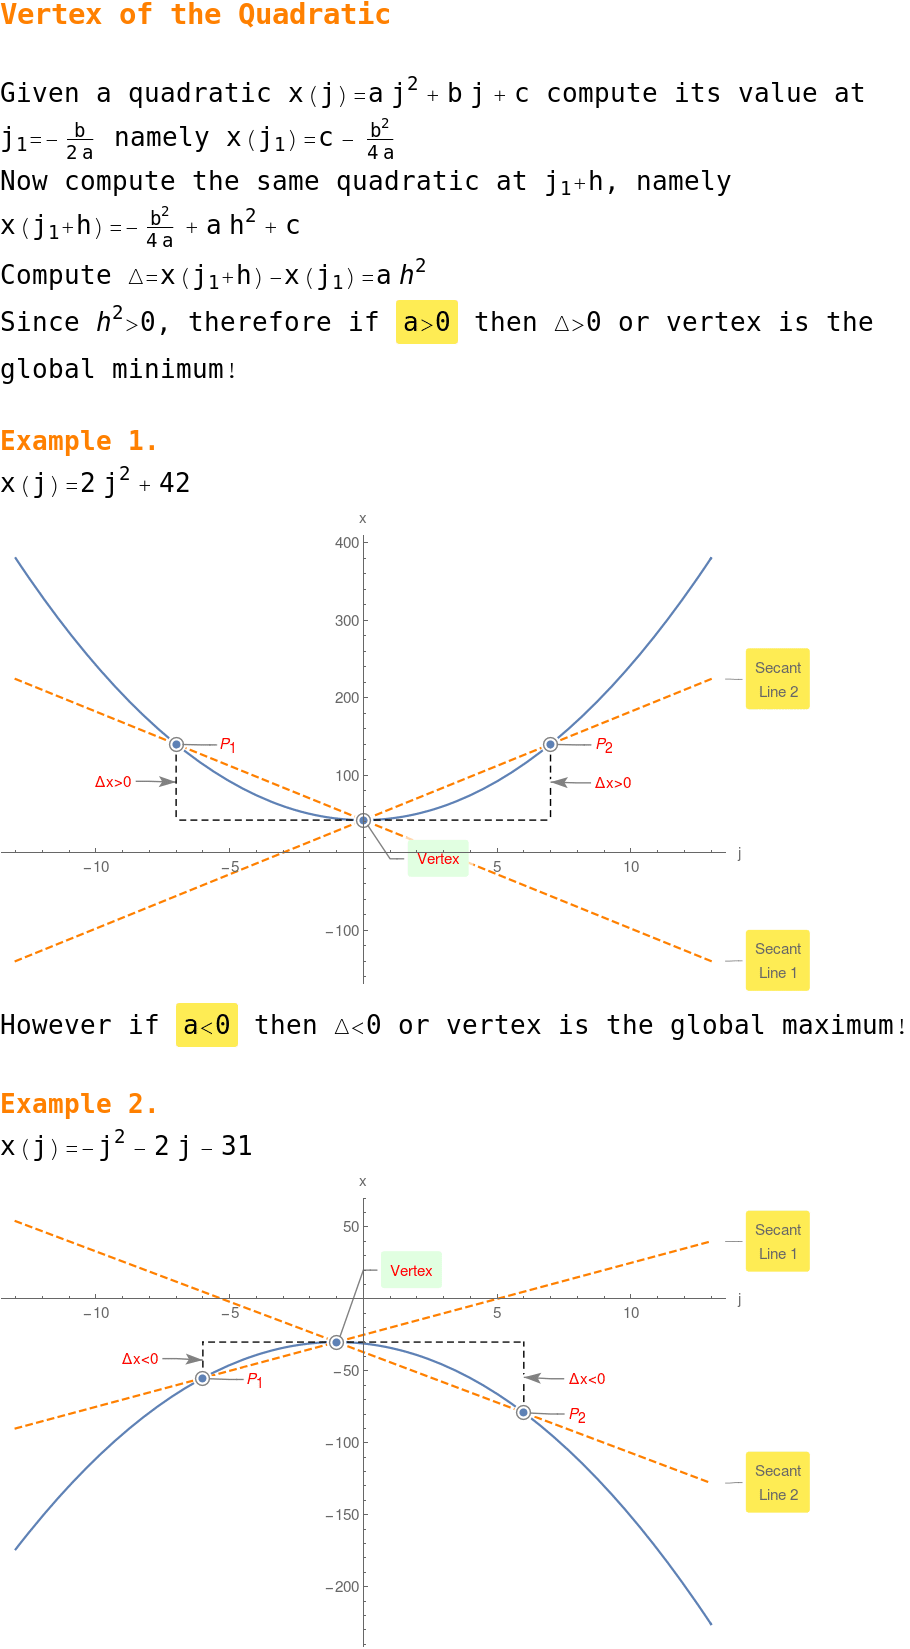 Vertex of the Quadratic
Given a quadratic x(j)=a j² + b j + c compute its value at
j₁=- b/2 a namely x(j₁)=c - b²/4 a
Now compute the same quadratic at j₁+h, namely
x(j₁+h)=- b²/4 a + a h² + c
Compute Δ=x(j₁+h)-x(j₁)=a h²
Since h²>0, therefore if a>0 then Δ>0 or vertex is the
global minimum!
Example 1.
x(j)=2 j² + 42
x
400
300
Secant
Line 2
200
P₁
P₂
Δx>0
100
Δx>0
Vertex
-10
-5
5
10
j
-100
Secant
Line 1
However if a<0 then Δ<0 or vertex is the global maximum!
Example 2.
x(j)=-j² - 2 j - 31
x
50
Secant
Line 1
Vertex
-10
-5
5
10
j
Δx<0
-50
P₁
Δx<0
P₂
-100
Secant
Line 2
-150
-200